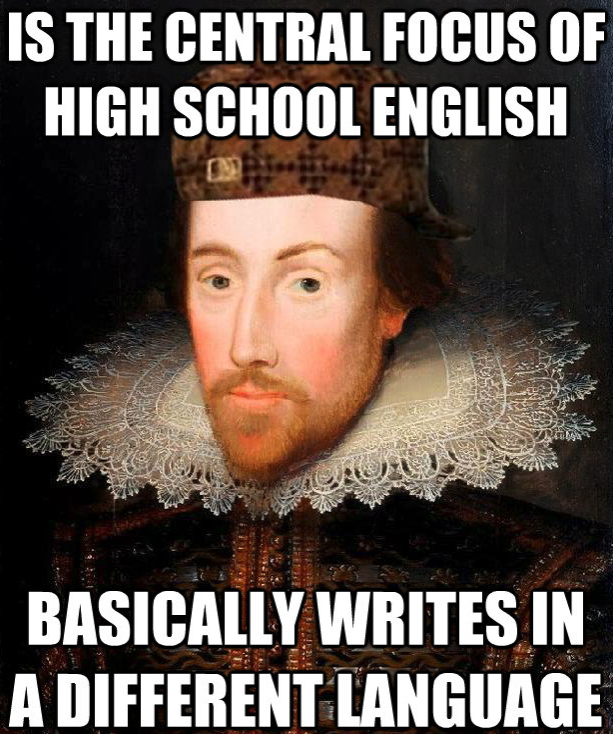 IS THE CENTRAL FOCUS OF
HIGH SCHOOL ENGLISH
BASICALLY WRITES IN
A DIFFERENT LANGUAGE